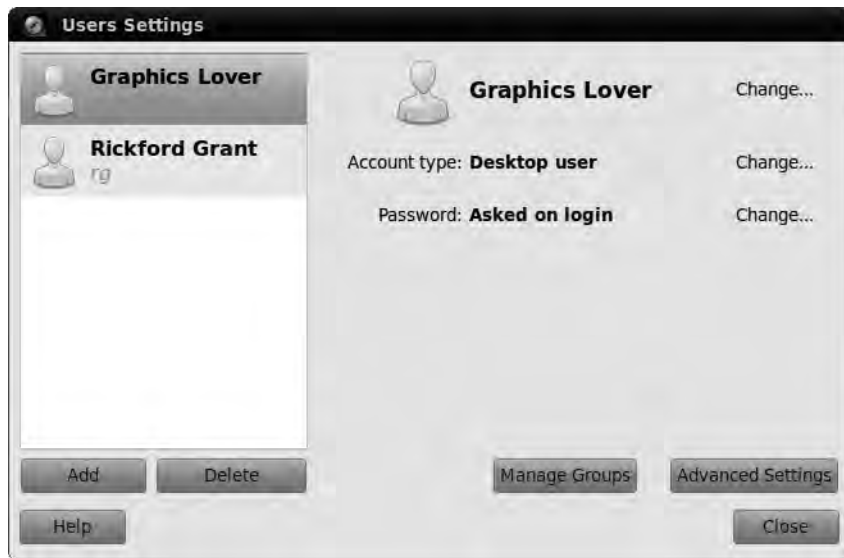 Users Settings
Graphics Lover
Rickford Grant
rg
Graphics Lover Change...
Account type: Desktop user Change...
Password: Asked on login Change...
Add Delete Manage Groups Advanced Settings
Help Close